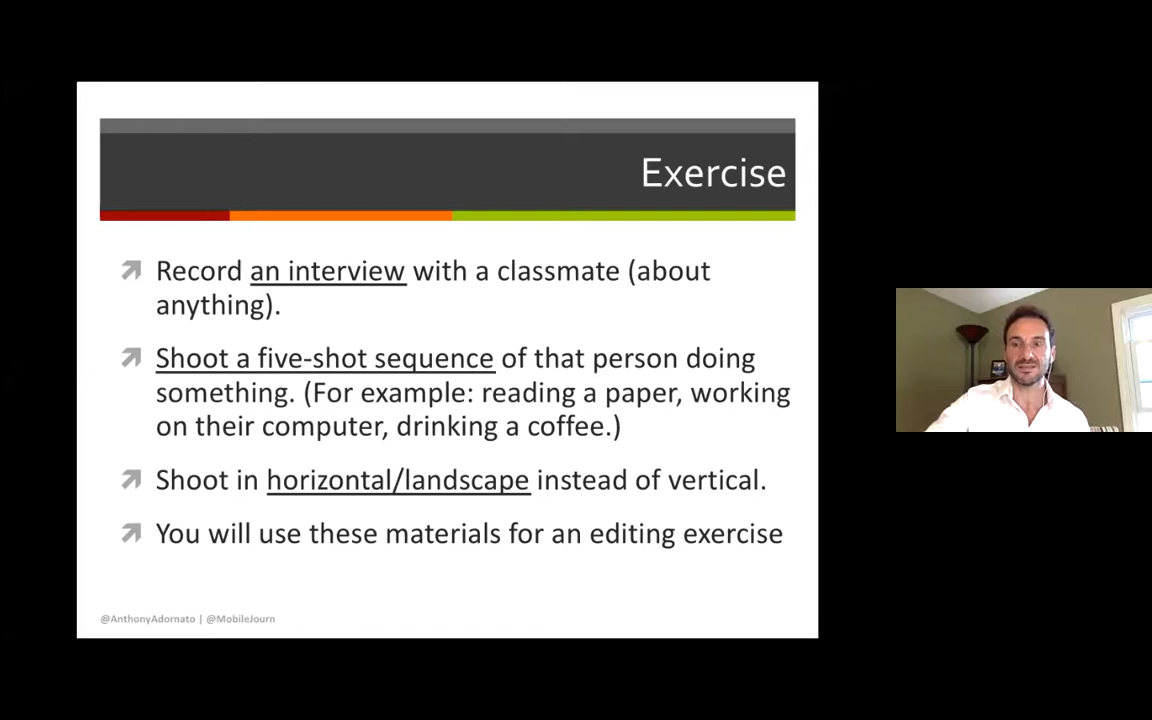 Exercise
Record an interview with a classmate (about
anything).
Shoot a five-shot sequence of that person doing
something. (For example: reading a paper, working
on their computer, drinking a coffee.)
Shoot in horizontal/landscape instead of vertical.
You will use these materials for an editing exercise
@AnthonyAdornato | @MobileJourn